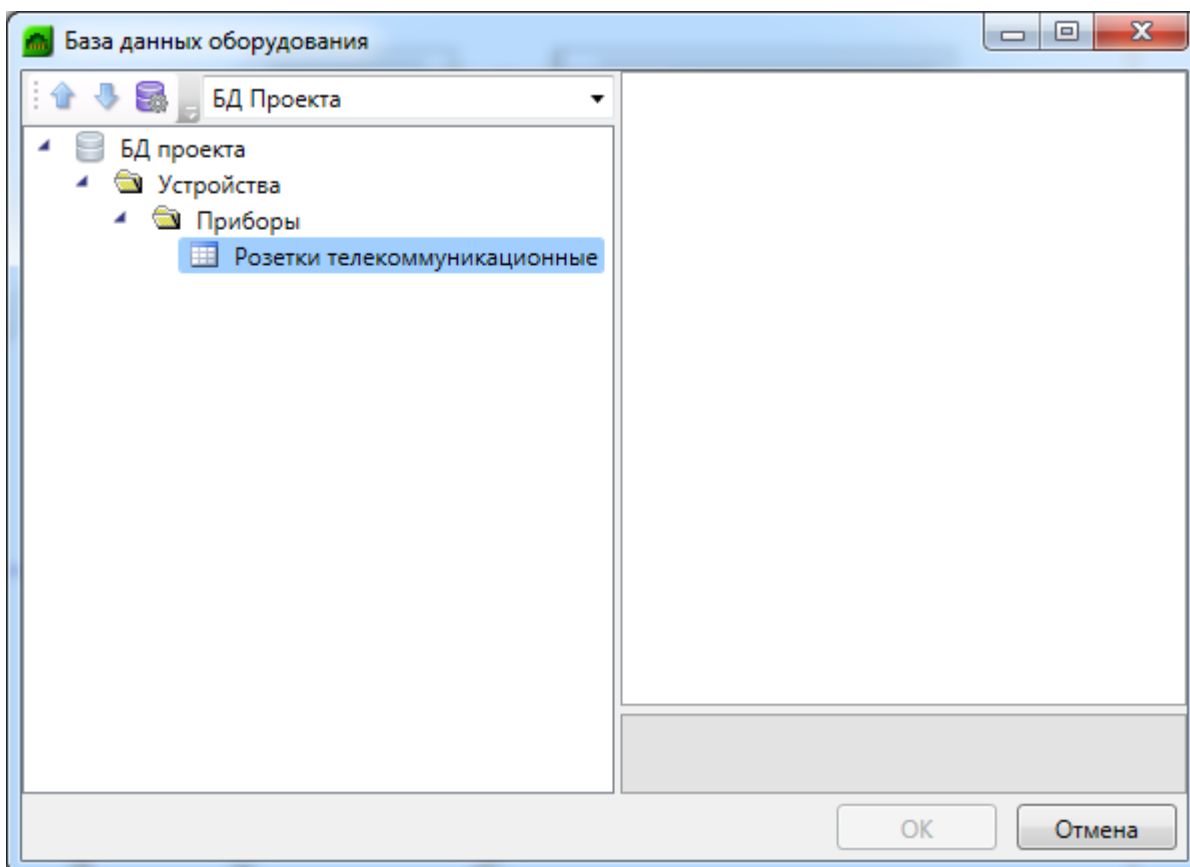 База данных оборудования
БД Проекта
БД проекта
Устройства
Приборы
Розетки телекоммуникационные
OK
Отмена